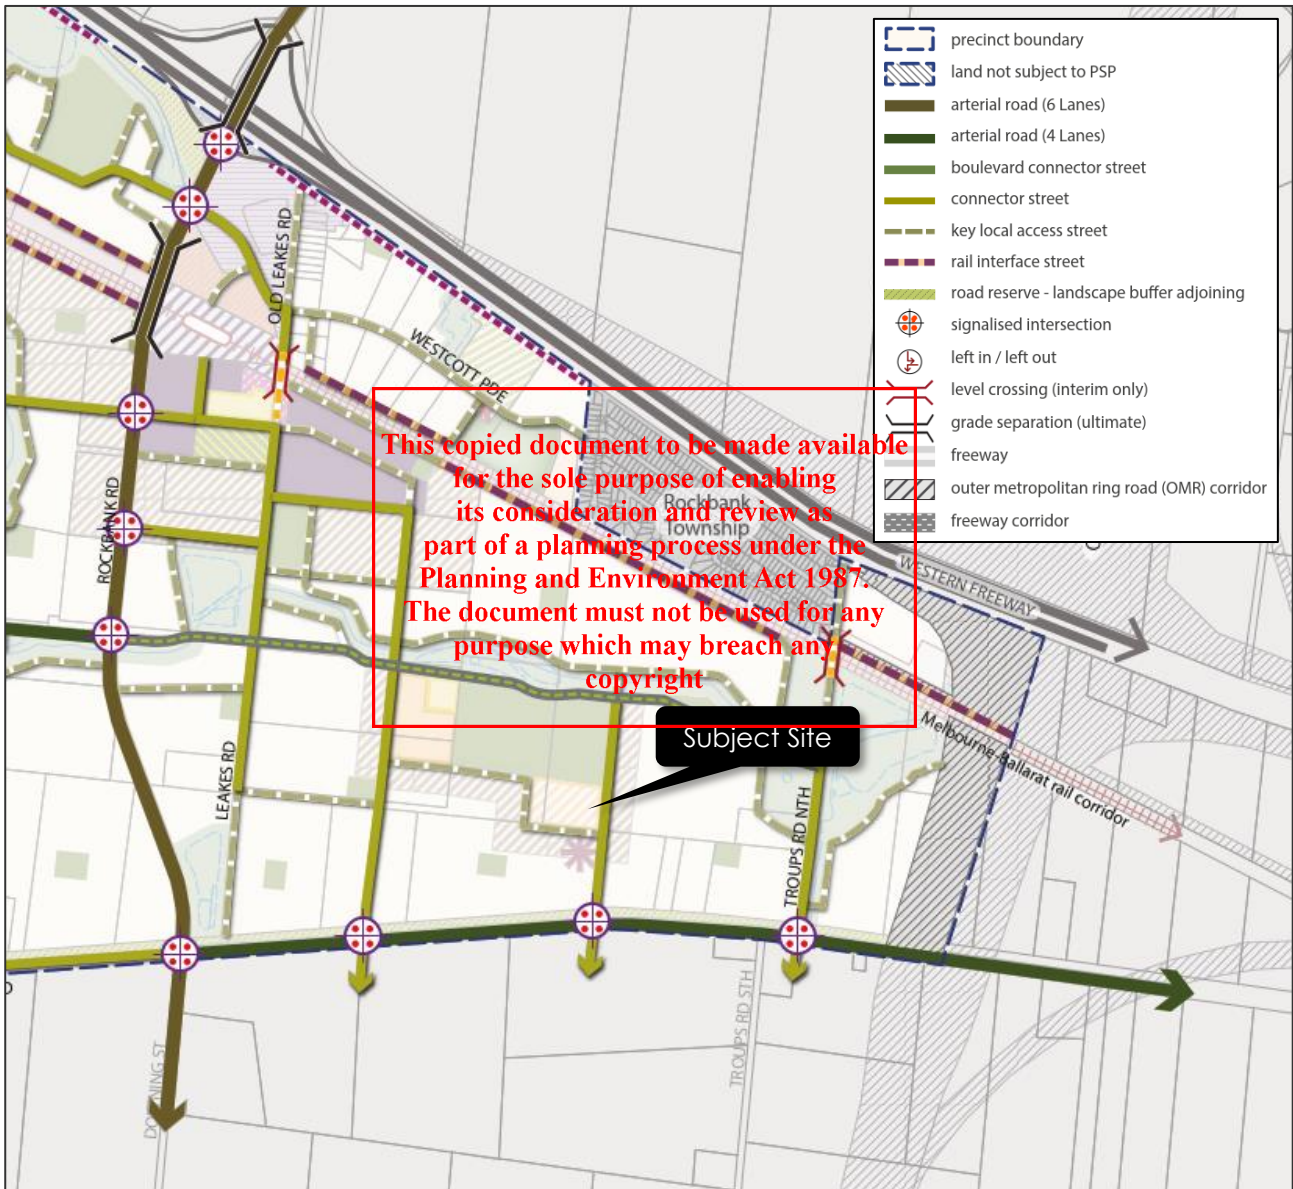 precinct boundary
land not subject to PSP
arterial road (6 Lanes)
arterial road (4 Lanes)
boulevard connector street
connector street
key local access street
rail interface street
road reserve - landscape buffer adjoining
signalised intersection
left in / left out
level crossing (interim only)
grade separation (ultimate)
freeway
outer metropolitan ring road (OMR) corridor
freeway corridor
OLD LEAKES RD
WESTCOTT PDE
This copied document to be made available
for the sole purpose of enabling
its consideration and review as
part of a planning process under the
Planning and Environment Act 1987.
The document must not be used for any
purpose which may breach any
copyright
Rockbank
Township
ROCKBANK RD
WESTERN FREEWAY
Subject Site
Melbourne-Ballarat rail corridor
LEAKES RD
TROUPS RD NTH
TROUPS RD STH
DOWNING ST